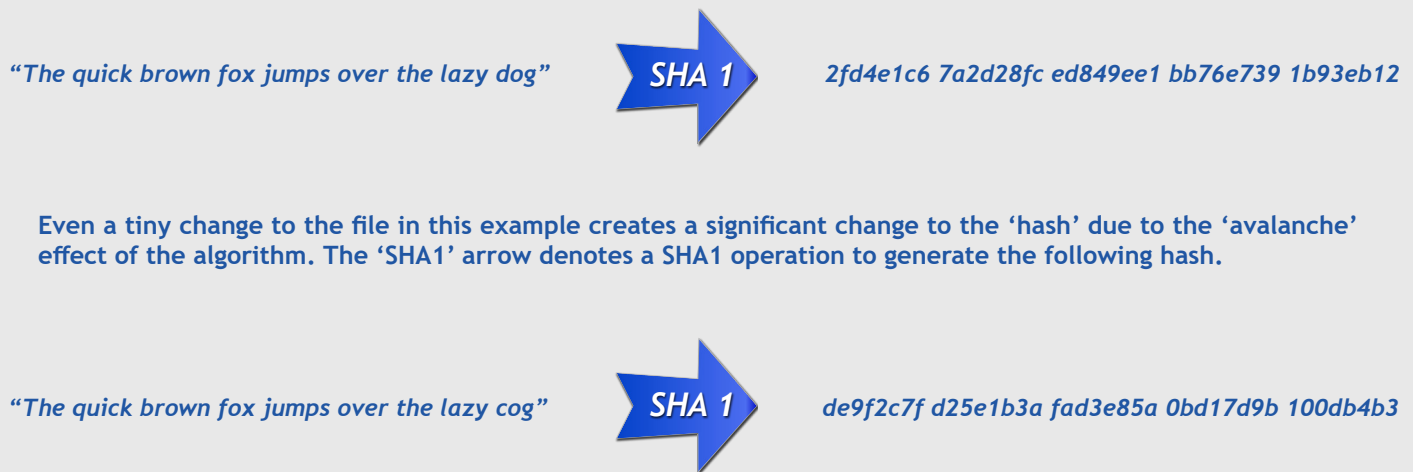 “The quick brown fox jumps over the lazy dog”
SHA 1
2fd4e1c6 7a2d28fc ed849ee1 bb76e739 1b93eb12
Even a tiny change to the file in this example creates a significant change to the ‘hash’ due to the ‘avalanche’
effect of the algorithm. The ‘SHA1’ arrow denotes a SHA1 operation to generate the following hash.
“The quick brown fox jumps over the lazy cog”
SHA 1
de9f2c7f d25e1b3a fad3e85a 0bd17d9b 100db4b3